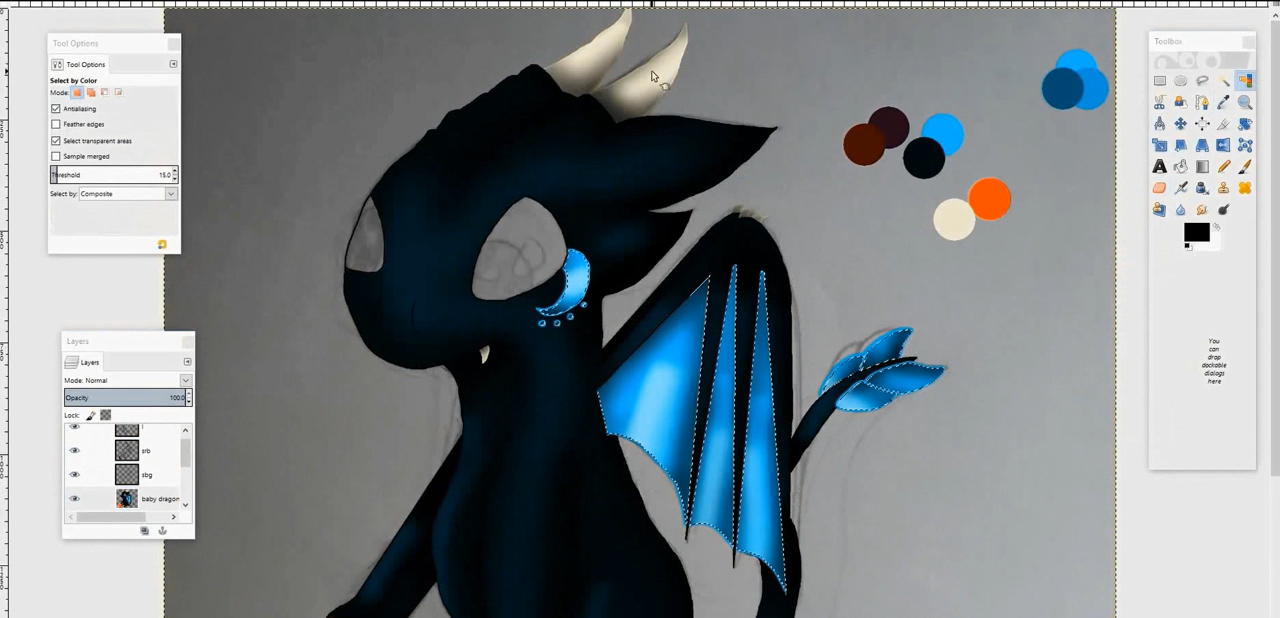 Tool Options
Tool Options
Select by Color
Mode:
Antialiasing
Feather edges
Select transparent areas
Sample merged
Threshold 15.0
Select by: Composite
Layers
Layers
Mode: Normal
Opacity 100.0
Lock:
l
srb
sbg
baby dragon
Toolbox
You
can
drop
dockable
dialogs
here